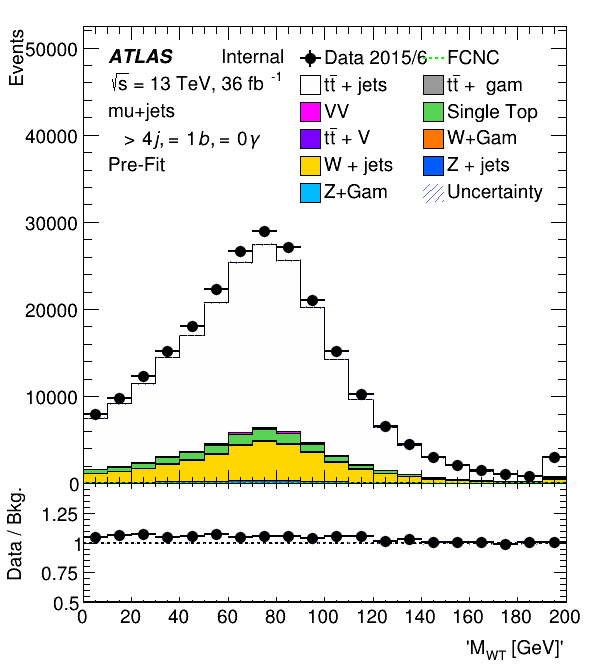 Events
50000
40000
30000
20000
10000
0
ATLAS Internal
√s = 13 TeV, 36 fb⁻¹
mu+jets
> 4j, = 1b, = 0γ
Pre-Fit
Data 2015/6 FCNC
tt̄ + jets tt̄ + gam
VV Single Top
tt̄ + V W+Gam
W + jets Z + jets
Z+Gam Uncertainty
Data / Bkg.
1.25
1
0.75
0.5
0 20 40 60 80 100 120 140 160 180 200
'M_WT [GeV]'